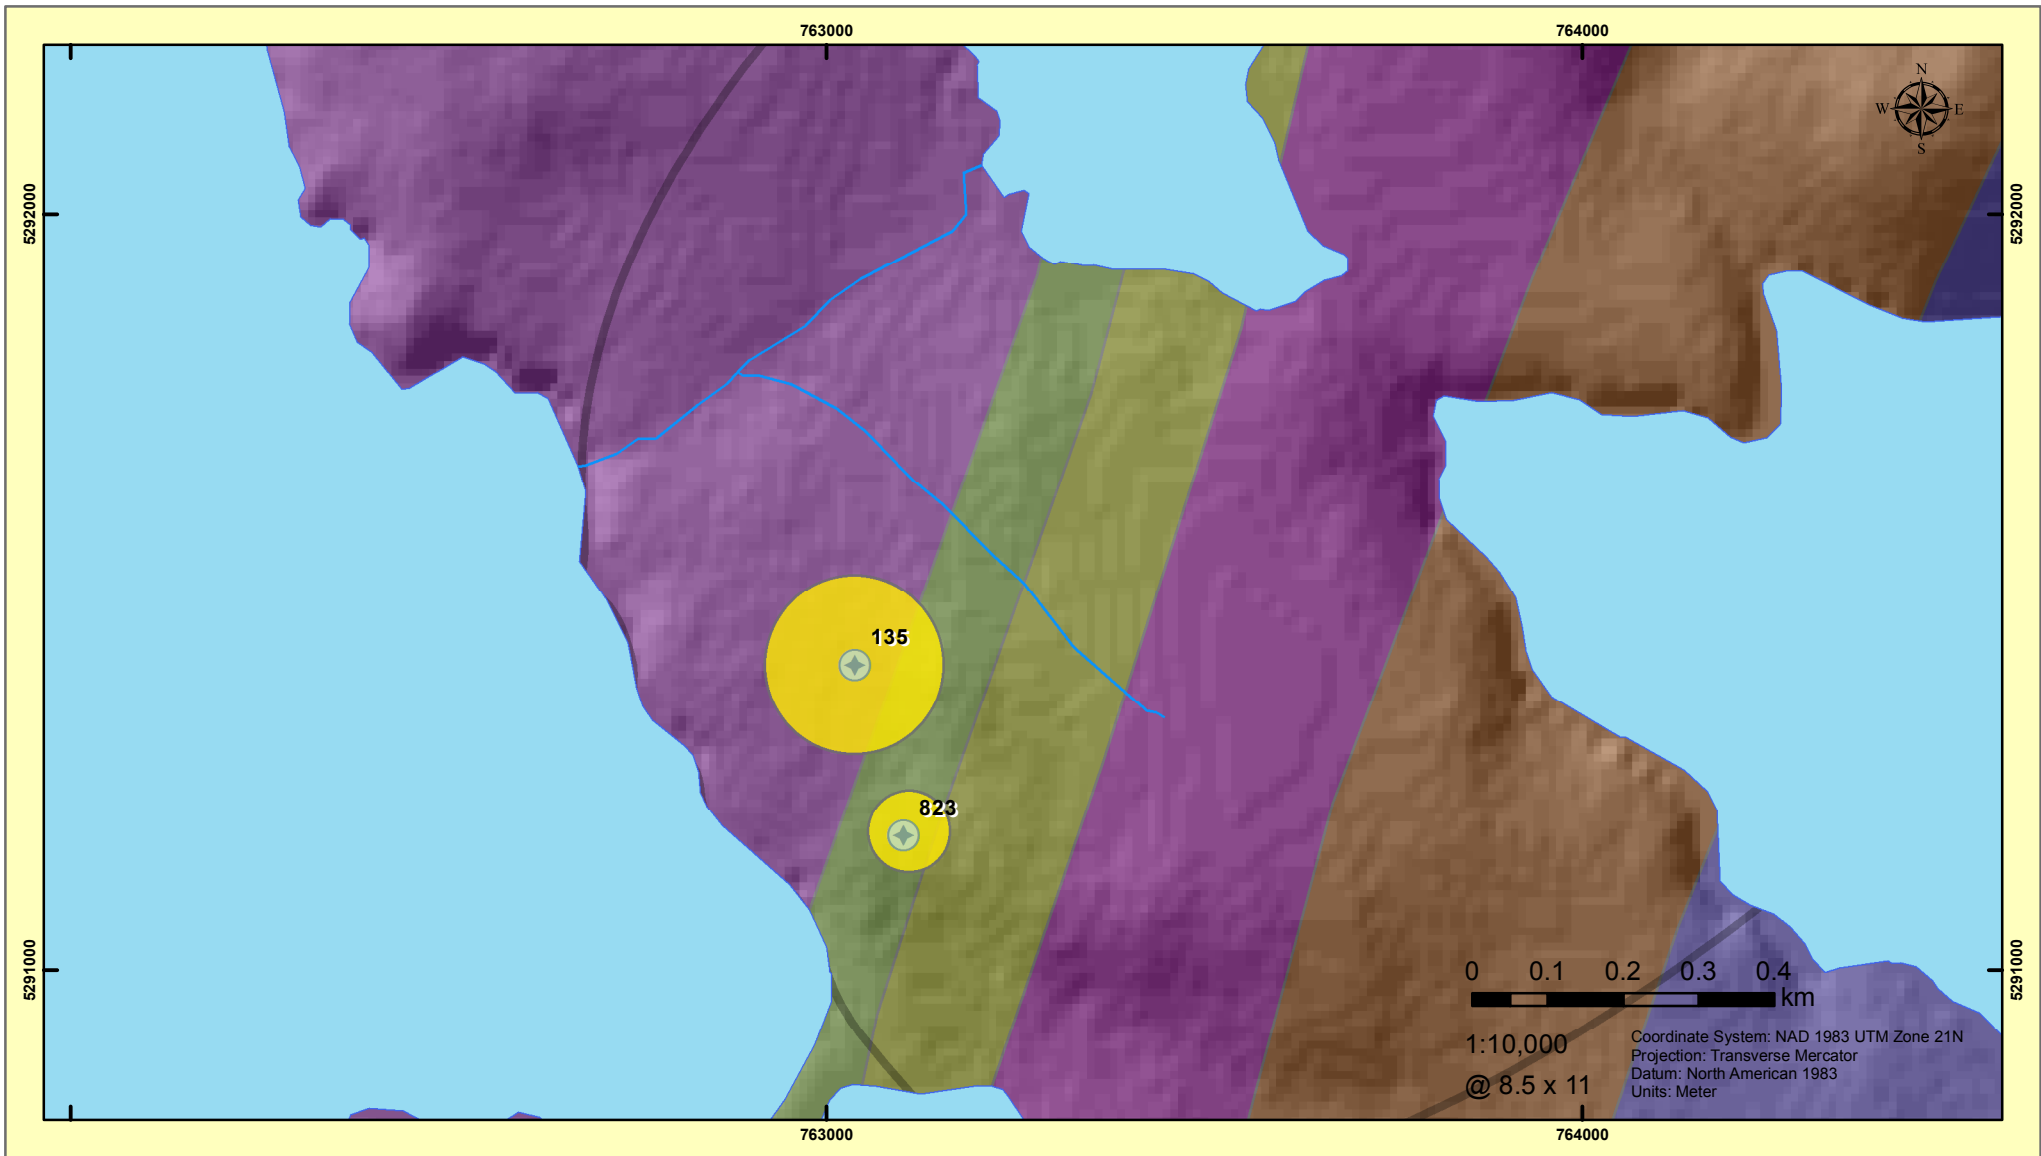 763000
764000
N
W
E
S
5292000
5292000
135
823
5291000
5291000
0 0.1 0.2 0.3 0.4
km
1:10,000
@ 8.5 x 11
Coordinate System: NAD 1983 UTM Zone 21N
Projection: Transverse Mercator
Datum: North American 1983
Units: Meter
763000
764000